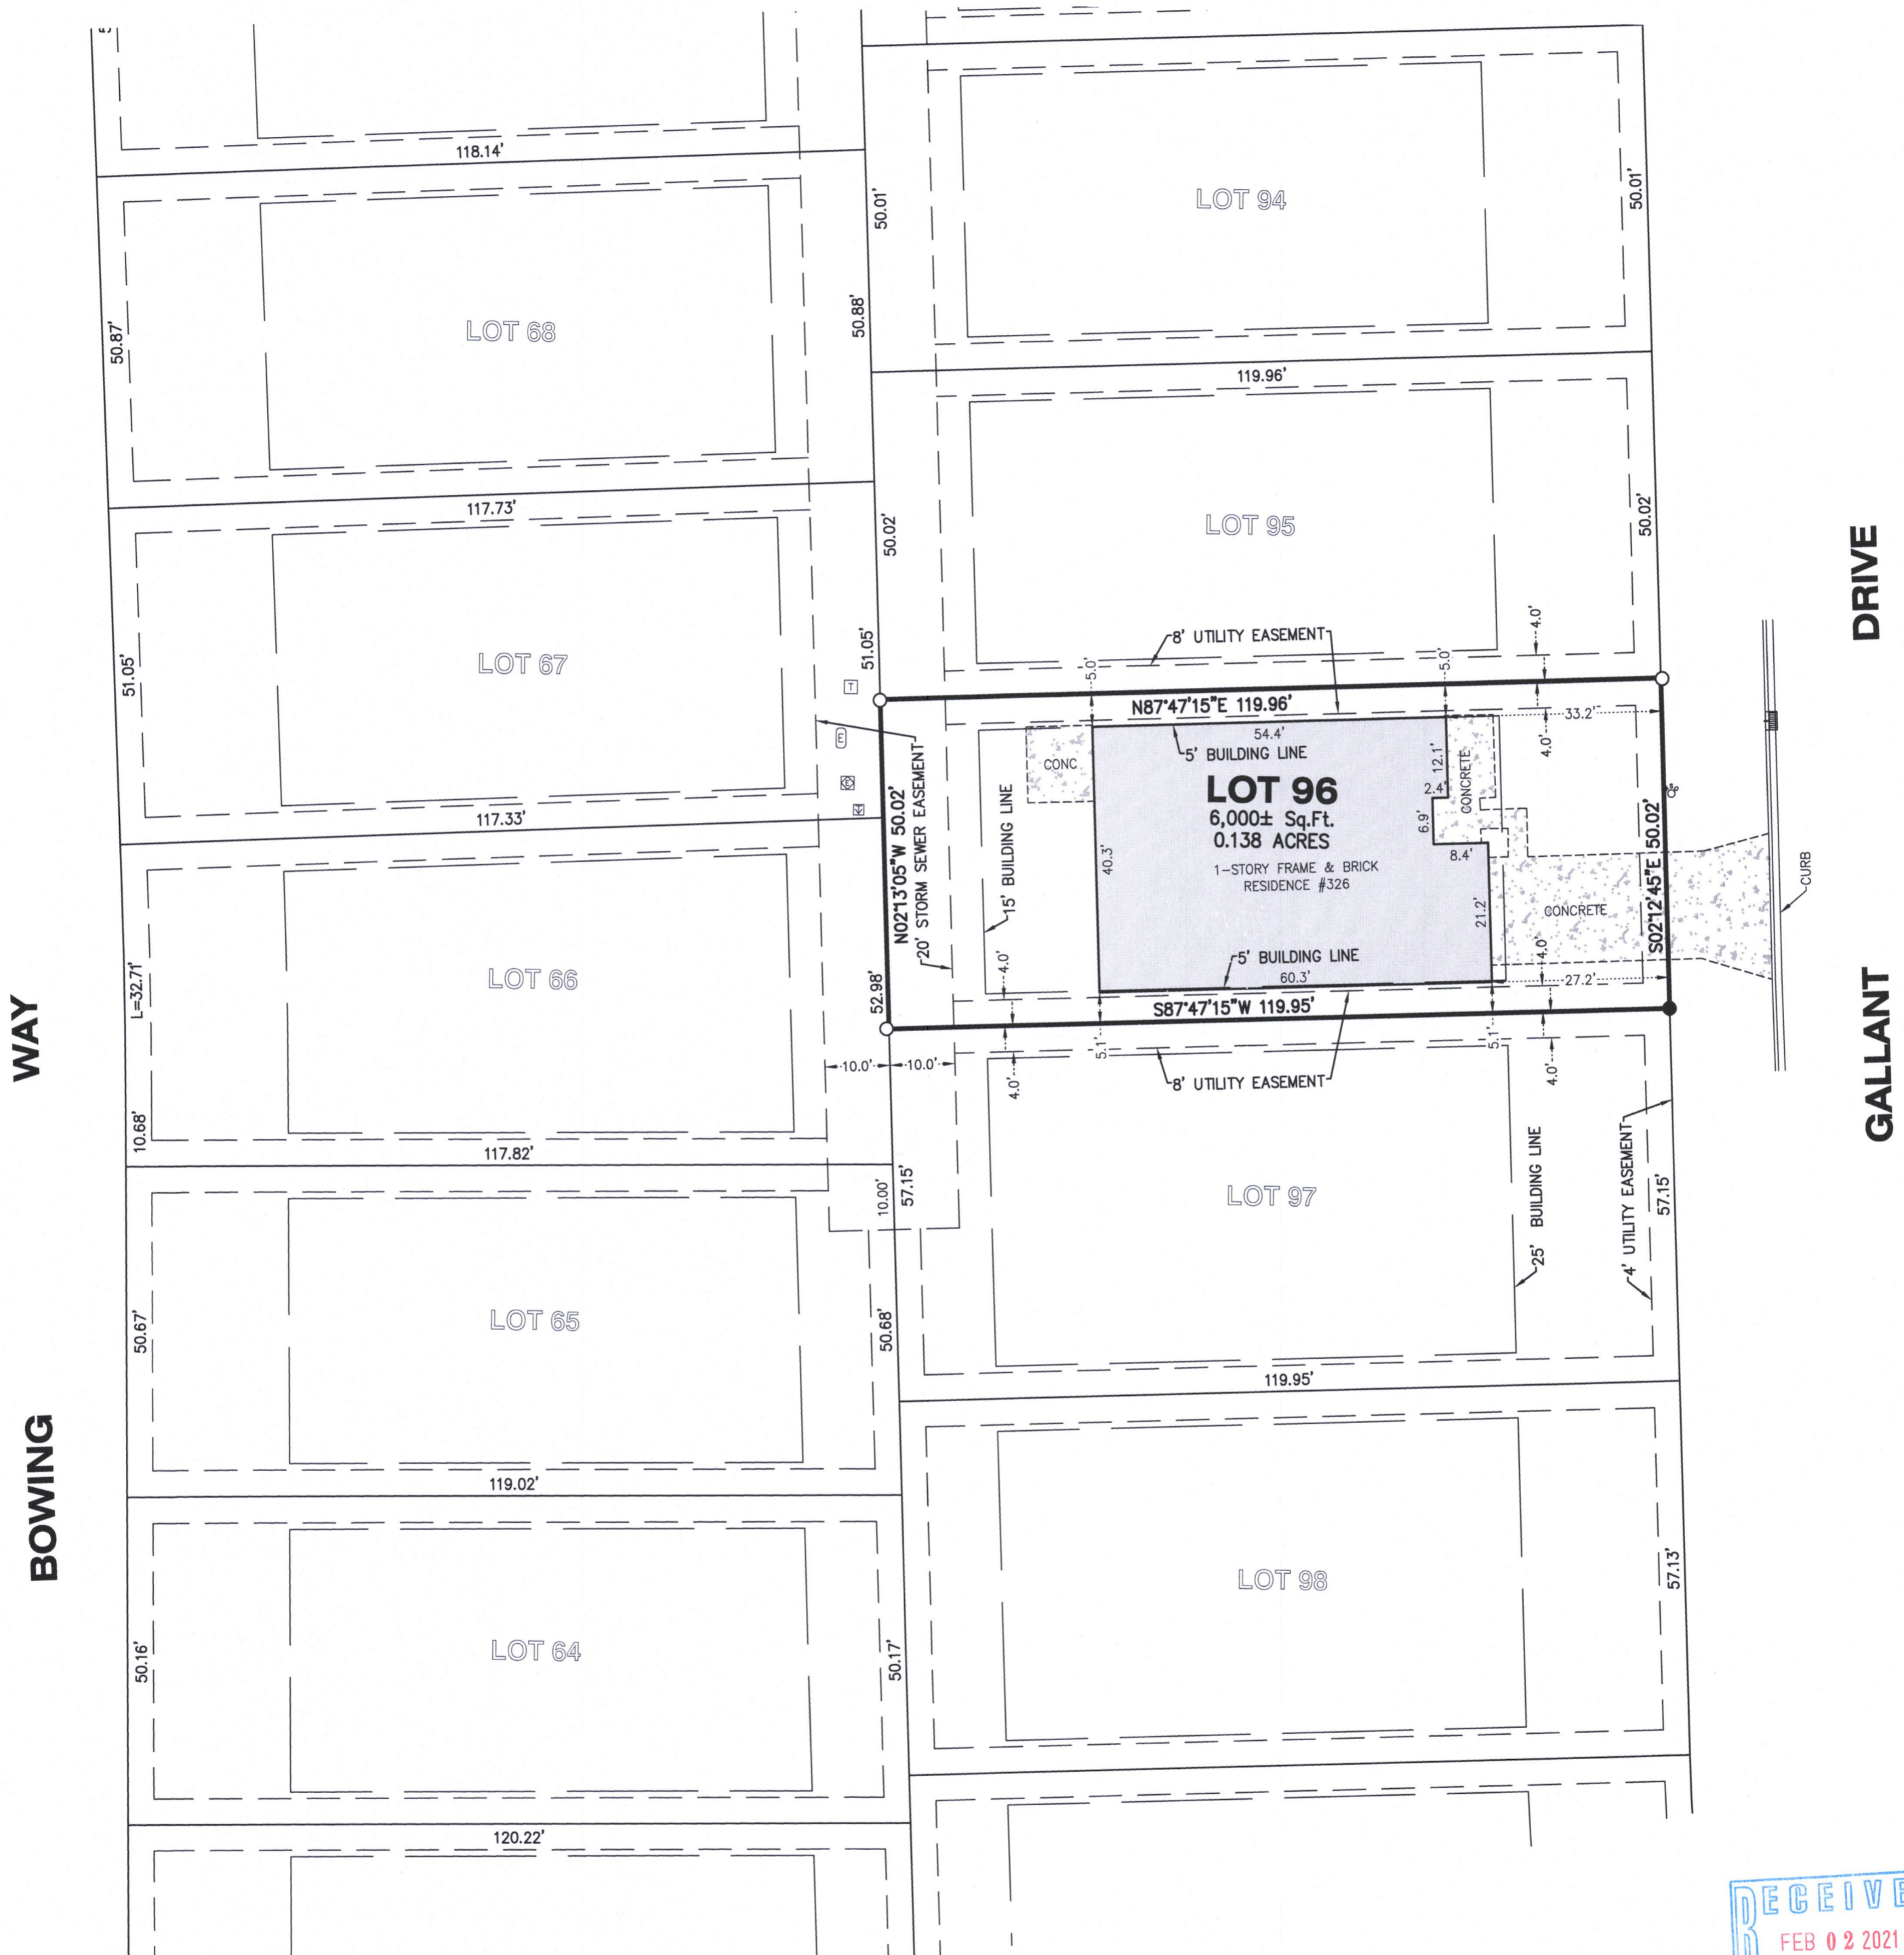 118.14'
50.01'
LOT 94
50.01'
50.87'
LOT 68
50.88'
119.96'
117.73'
50.02'
LOT 95
50.02'
DRIVE
51.05'
LOT 67
51.05'
8' UTILITY EASEMENT
4.0'
5.0'
5.0'
T
N87°47'15"E 119.96'
33.2'
4.0'
E
54.4'
5' BUILDING LINE
12.1'
CONCRETE
CONC
LOT 96
2.4'
6,000± Sq.Ft.
6.9'
0.138 ACRES
8.4'
1-STORY FRAME & BRICK
RESIDENCE #326
40.3'
21.2'
CONCRETE
CURB
117.33'
N02°13'05"W 50.02'
20' STORM SEWER EASEMENT
15' BUILDING LINE
S02°12'45"E 50.02'
5' BUILDING LINE
60.3'
4.0'
4.0'
27.2'
S87°47'15"W 119.95'
WAY
L=32.71'
LOT 66
52.98'
10.0'
10.0'
5.1'
5.1'
4.0'
8' UTILITY EASEMENT
4.0'
GALLANT
10.68'
117.82'
10.00'
57.15'
LOT 97
25' BUILDING LINE
4' UTILITY EASEMENT
57.15'
50.67'
LOT 65
50.68'
119.95'
BOWING
119.02'
50.16'
LOT 64
50.17'
LOT 98
57.13'
120.22'
RECEIVE
FEB 02 2021